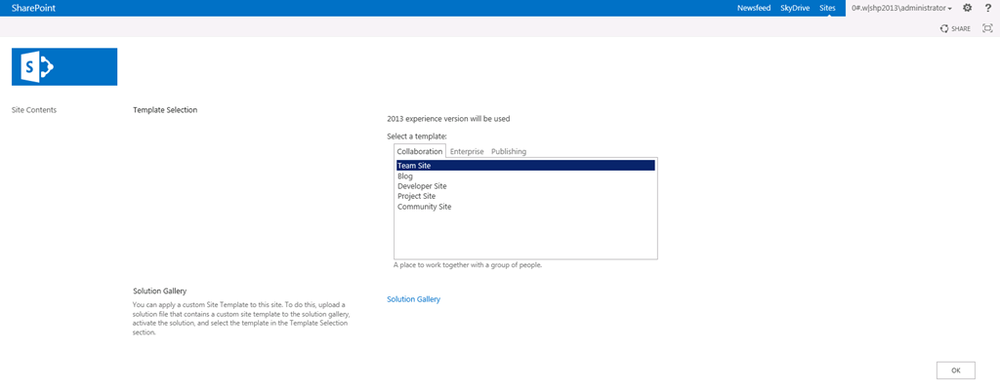 SharePoint
Newsfeed SkyDrive Sites 0#.w|shp2013\administrator ?
SHARE
S
Site Contents
Template Selection
2013 experience version will be used
Select a template:
Collaboration Enterprise Publishing
Team Site
Blog
Developer Site
Project Site
Community Site
A place to work together with a group of people.
Solution Gallery
You can apply a custom Site Template to this site. To do this, upload a
solution file that contains a custom site template to the solution gallery,
activate the solution, and select the template in the Template Selection
section.
Solution Gallery
OK